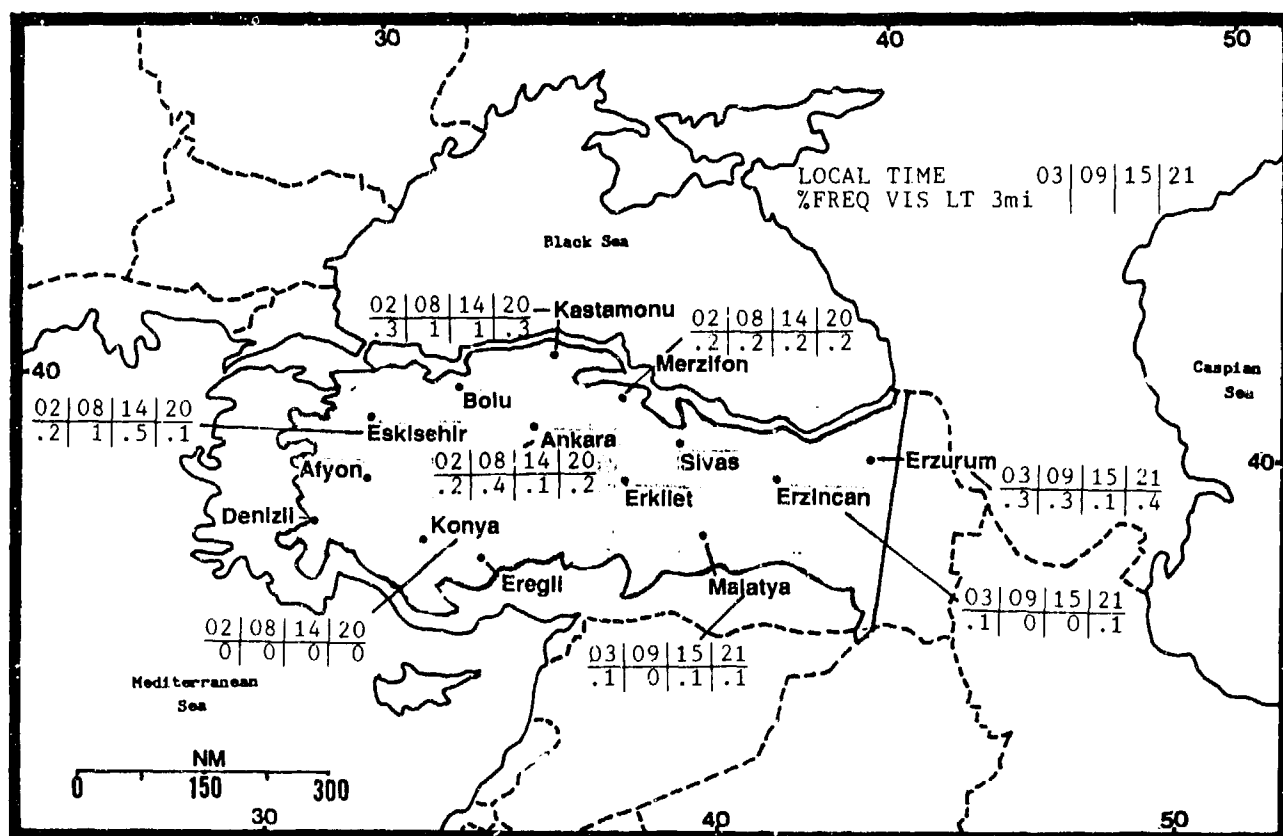 30 40 50
LOCAL TIME 03|09|15|21
%FREQ VIS LT 3mi
Black Sea
02|08|14|20
.3|1|1|.3
Kastamonu
02|08|14|20
.2|.2|.2|.2
Merzifon
40
Caspian
Sea
Bolu
02|08|14|20
.2|1|.5|.1
Eskisehir
Ankara
02|08|14|20
.2|.4|.1|.2
Sivas
Erzurum
40
03|09|15|21
.3|.3|.1|.4
Afyon
Erkilet
Erzincan
Denizli
Konya
Eregli
Malatya
03|09|15|21
.1|0|0|.1
02|08|14|20
0|0|0|0
03|09|15|21
.1|0|.1|.1
Mediterranean
Sea
NM
0 150 300
30 40 50